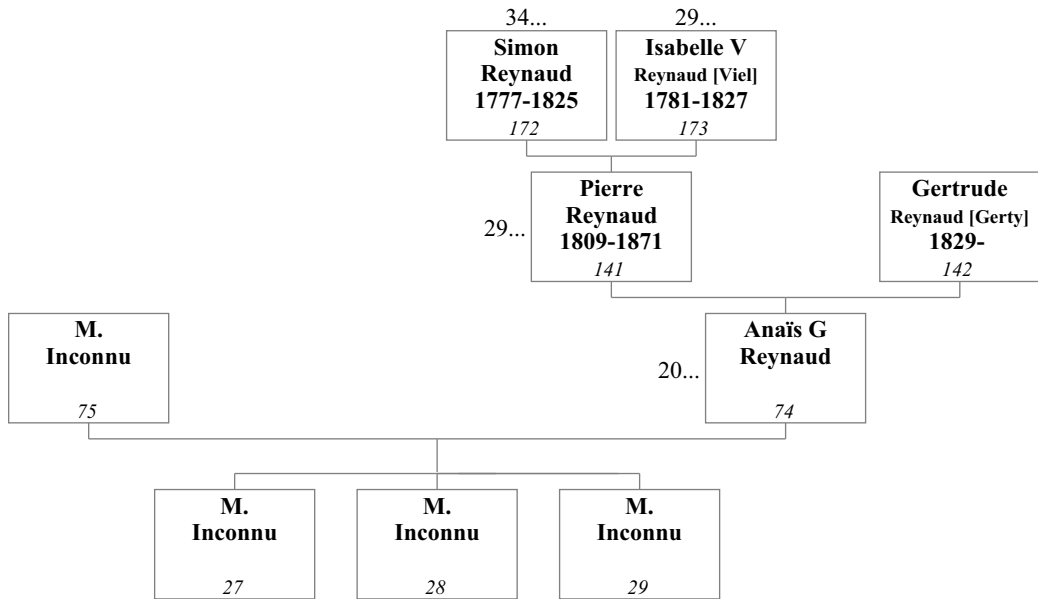 34...
29...
Simon
Reynaud
1777-1825
172
Isabelle V
Reynaud [Viel]
1781-1827
173
29...
Pierre
Reynaud
1809-1871
141
Gertrude
Reynaud [Gerty]
1829-
142
M.
Inconnu
75
20...
Anaïs G
Reynaud
74
M.
Inconnu
27
M.
Inconnu
28
M.
Inconnu
29